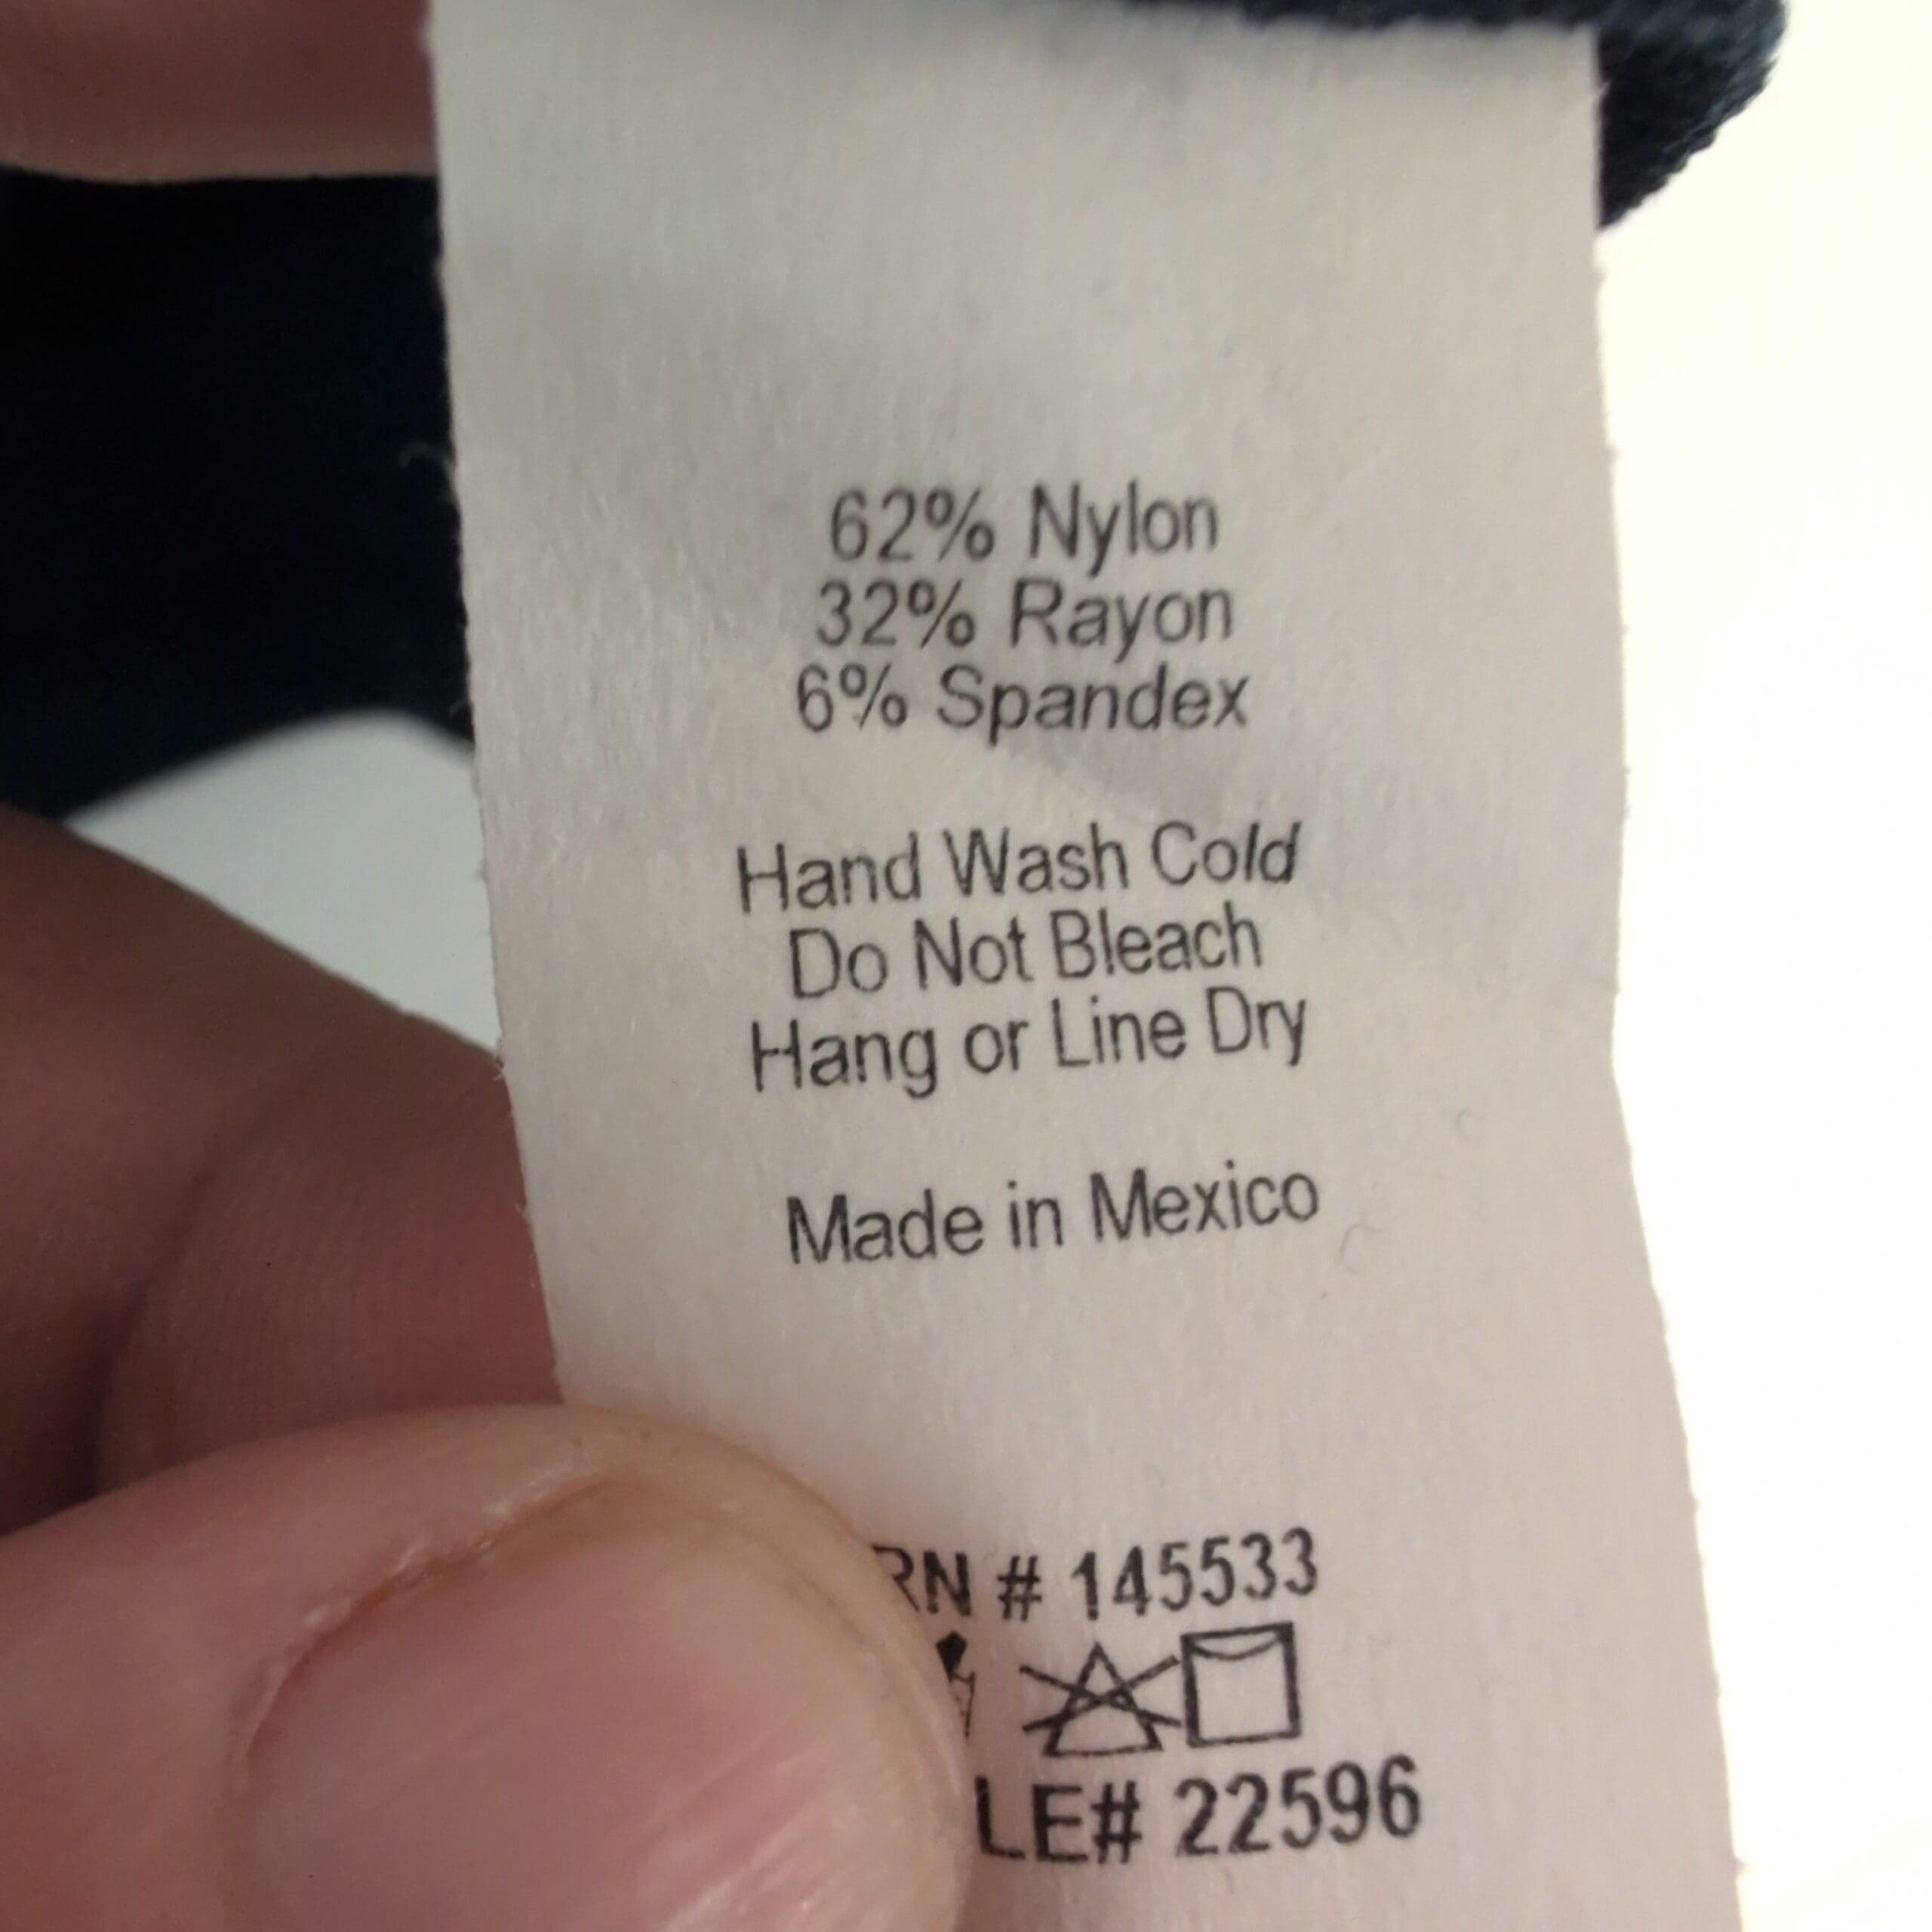 62% Nylon
32% Rayon
6% Spandex
Hand Wash Cold
Do Not Bleach
Hang or Line Dry
Made in Mexico
RN # 145533
LE# 22596